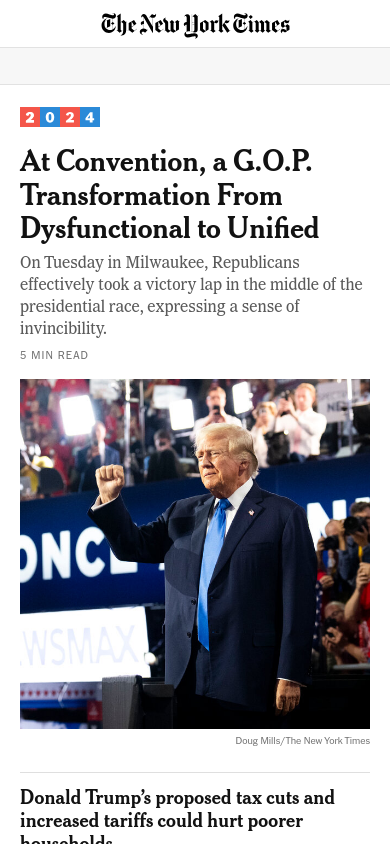 The New York Times
2024
At Convention, a G.O.P.
Transformation From
Dysfunctional to Unified
On Tuesday in Milwaukee, Republicans
effectively took a victory lap in the middle of the
presidential race, expressing a sense of
invincibility.
5 MIN READ
ONCE
N
WSMAX
Doug Mills/The New York Times
Donald Trump’s proposed tax cuts and
increased tariffs could hurt poorer
households